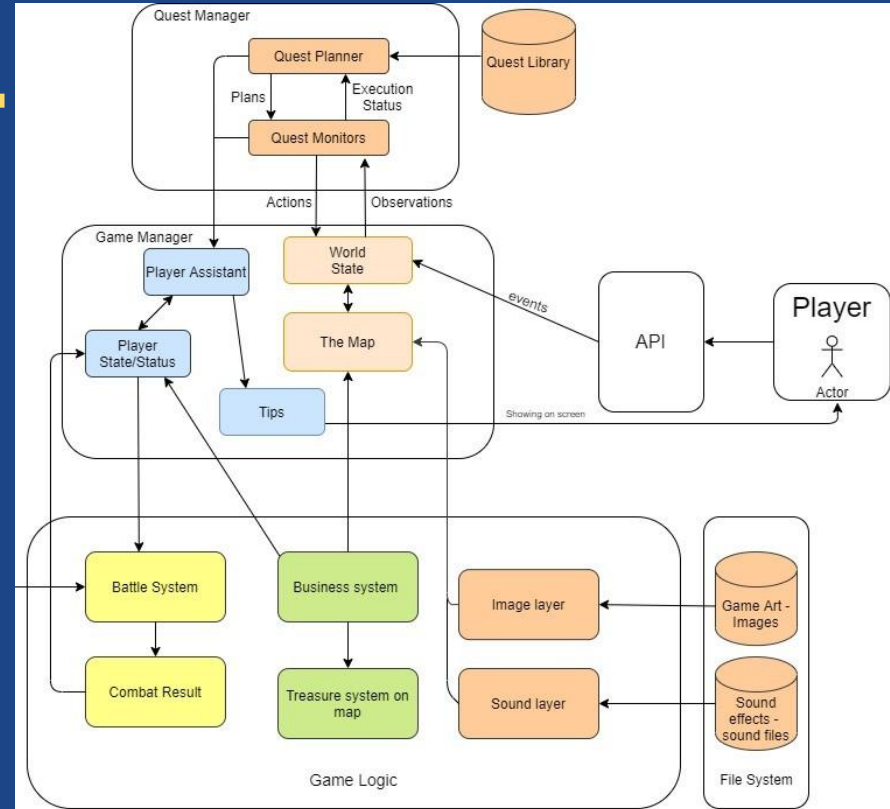 Quest Manager
Quest Planner
Quest Library
Plans
Execution
Status
Quest Monitors
Actions
Observations
Game Manager
World
State
Player Assistant
events
API
Player
Actor
Player
State/Status
The Map
Tips
Showing on screen
Battle System
Business system
Image layer
Game Art -
Images
Combat Result
Treasure system on
map
Sound layer
Sound
effects -
sound files
Game Logic
File System